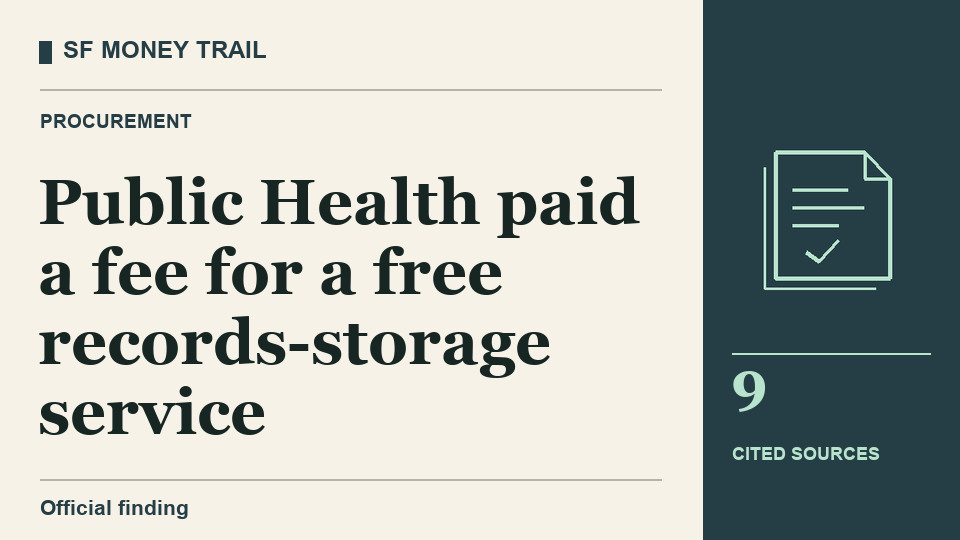 SF MONEY TRAIL
PROCUREMENT
Public Health paid
a fee for a free
records-storage
service
Official finding
9
CITED SOURCES